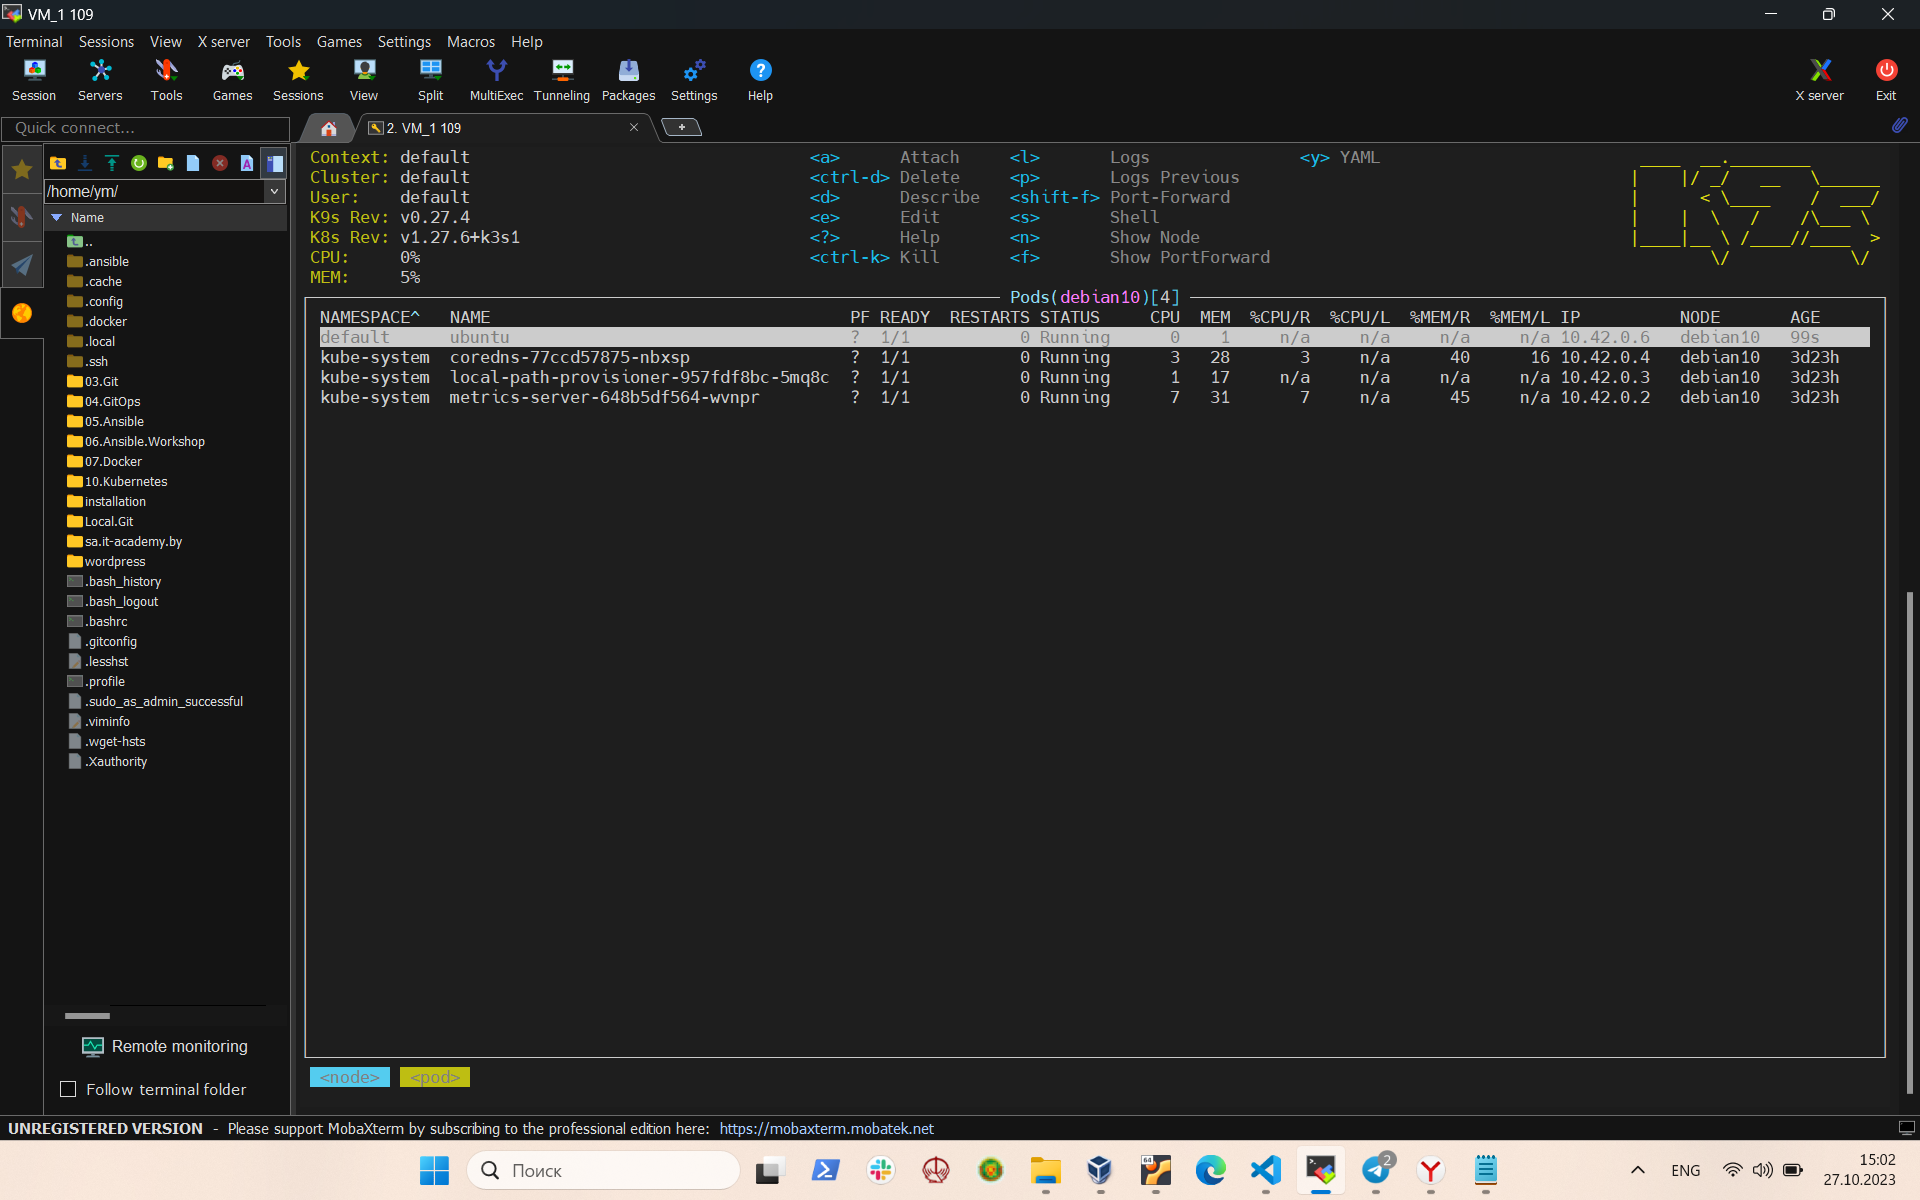 VM_1 109
Terminal Sessions View X server Tools Games Settings Macros Help
Session Servers Tools Games Sessions View Split MultiExec Tunneling Packages Settings Help X server Exit
Quick connect...
2. VM_1 109
/home/ym/
Name
..
.ansible
.cache
.config
.docker
.local
.ssh
03.Git
04.GitOps
05.Ansible
06.Ansible.Workshop
07.Docker
10.Kubernetes
installation
Local.Git
sa.it-academy.by
wordpress
.bash_history
.bash_logout
.bashrc
.gitconfig
.lesshst
.profile
.sudo_as_admin_successful
.viminfo
.wget-hsts
.Xauthority
Remote monitoring
Follow terminal folder
Context: default <a> Attach <l> Logs <y> YAML
Cluster: default <ctrl-d> Delete <p> Logs Previous
User: default <d> Describe <shift-f> Port-Forward
K9s Rev: v0.27.4 <e> Edit <s> Shell
K8s Rev: v1.27.6+k3s1 <?> Help <n> Show Node
CPU: 0% <ctrl-k> Kill <f> Show PortForward
MEM: 5%
Pods(debian10)[4]
NAMESPACE^ NAME PF READY RESTARTS STATUS CPU MEM %CPU/R %CPU/L %MEM/R %MEM/L IP NODE AGE
default ubuntu ? 1/1 0 Running 0 1 n/a n/a n/a n/a 10.42.0.6 debian10 99s
kube-system coredns-77ccd57875-nbxsp ? 1/1 0 Running 3 28 3 n/a 40 16 10.42.0.4 debian10 3d23h
kube-system local-path-provisioner-957fdf8bc-5mq8c ? 1/1 0 Running 1 17 n/a n/a n/a n/a 10.42.0.3 debian10 3d23h
kube-system metrics-server-648b5df564-wvnpr ? 1/1 0 Running 7 31 7 n/a 45 n/a 10.42.0.2 debian10 3d23h
<node> <pod>
UNREGISTERED VERSION - Please support MobaXterm by subscribing to the professional edition here: https://mobaxterm.mobatek.net
Поиск
64
2
ENG
15:02
27.10.2023